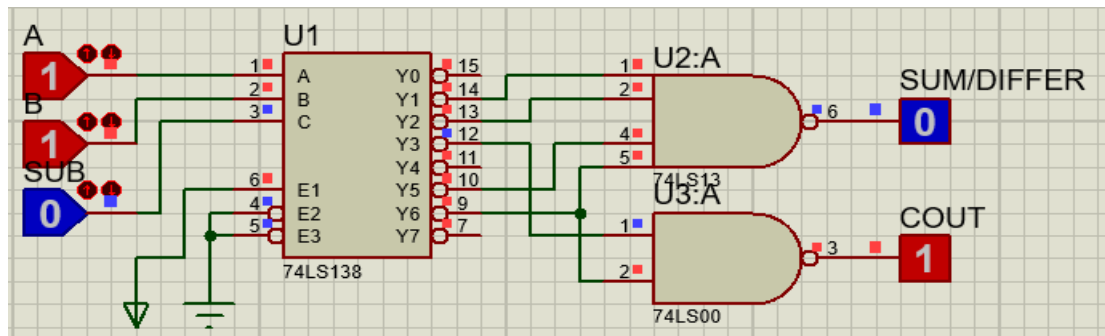 A
1
B
1
SUB
0
U1
1 A Y0 15
2 B Y1 14
3 C Y2 13
Y3 12
Y4 11
6 E1 Y5 10
4 E2 Y6 9
5 E3 Y7 7
74LS138
U2:A
1
2
4
5
6
74LS13
U3:A
1
2
3
74LS00
SUM/DIFFER
0
COUT
1